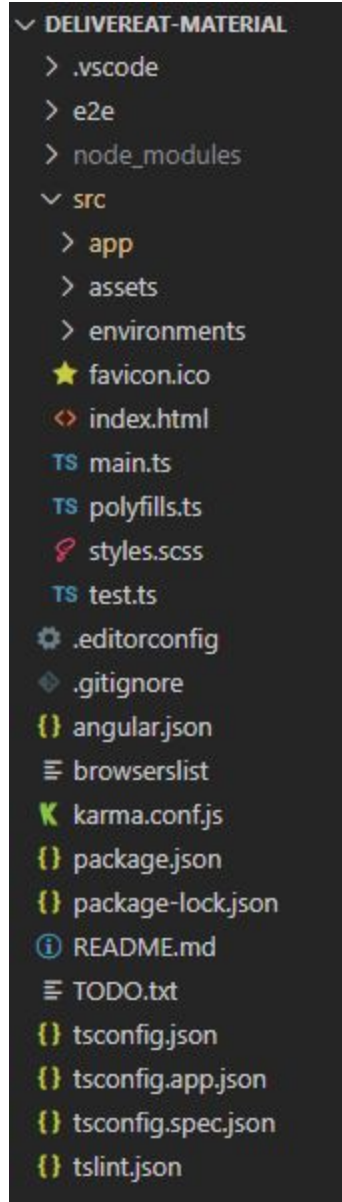 DELIVEREAT-MATERIAL
.vscode
e2e
node_modules
src
app
assets
environments
favicon.ico
index.html
TS main.ts
TS polyfills.ts
styles.scss
TS test.ts
.editorconfig
.gitignore
{} angular.json
browserslist
K karma.conf.js
{} package.json
{} package-lock.json
README.md
TODO.txt
{} tsconfig.json
{} tsconfig.app.json
{} tsconfig.spec.json
{} tslint.json